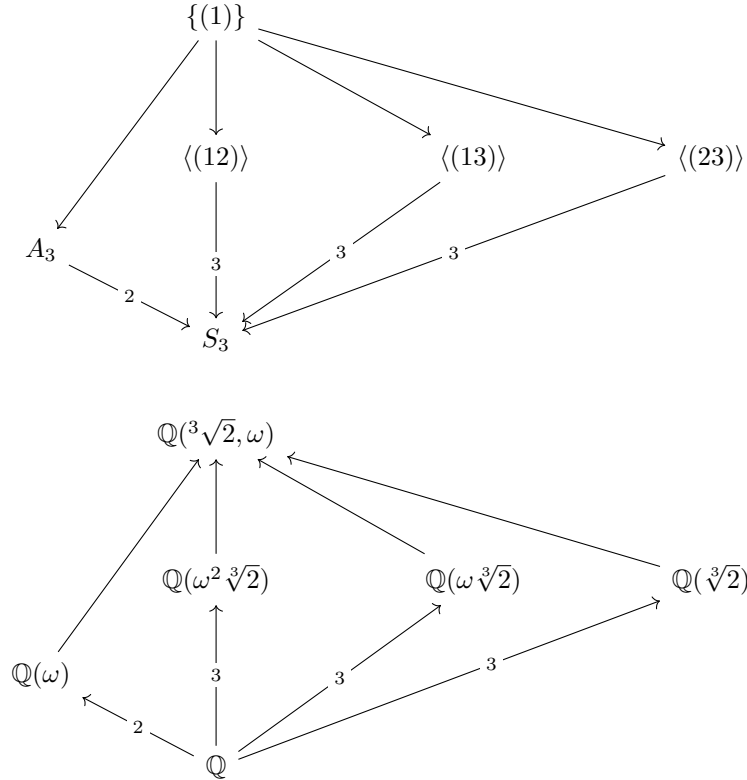 {(1)}
⟨(12)⟩ ⟨(13)⟩ ⟨(23)⟩
A₃
3 3 3
2
S₃
ℚ(³√2, ω)
ℚ(ω² ∛2) ℚ(ω ∛2) ℚ(∛2)
ℚ(ω)
3 3 3
2
ℚ